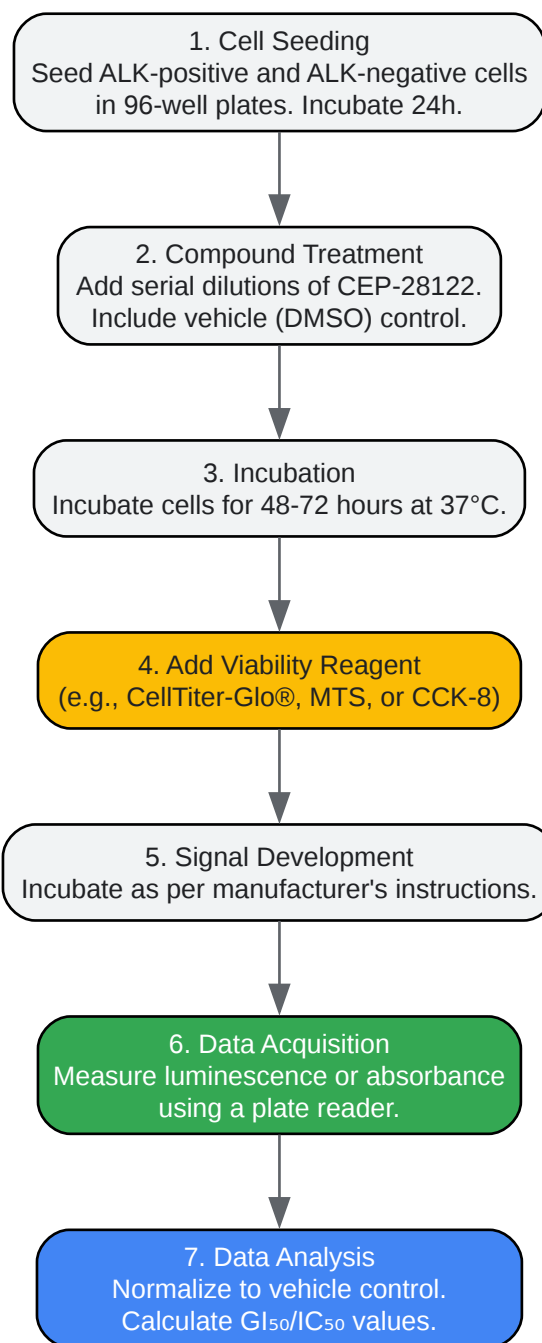 1. Cell Seeding
Seed ALK-positive and ALK-negative cells
in 96-well plates. Incubate 24h.
2. Compound Treatment
Add serial dilutions of CEP-28122.
Include vehicle (DMSO) control.
3. Incubation
Incubate cells for 48-72 hours at 37°C.
4. Add Viability Reagent
(e.g., CellTiter-Glo®, MTS, or CCK-8)
5. Signal Development
Incubate as per manufacturer's instructions.
6. Data Acquisition
Measure luminescence or absorbance
using a plate reader.
7. Data Analysis
Normalize to vehicle control.
Calculate GI₅₀/IC₅₀ values.